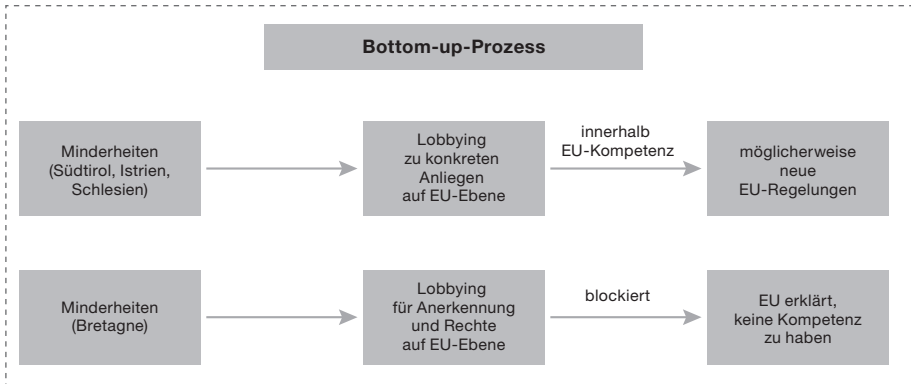 Bottom-up-Prozess
Minderheiten
(Südtirol, Istrien,
Schlesien)
Lobbying
zu konkreten
Anliegen
auf EU-Ebene
innerhalb
EU-Kompetenz
möglicherweise
neue
EU-Regelungen
Minderheiten
(Bretagne)
Lobbying
für Anerkennung
und Rechte
auf EU-Ebene
blockiert
EU erklärt,
keine Kompetenz
zu haben